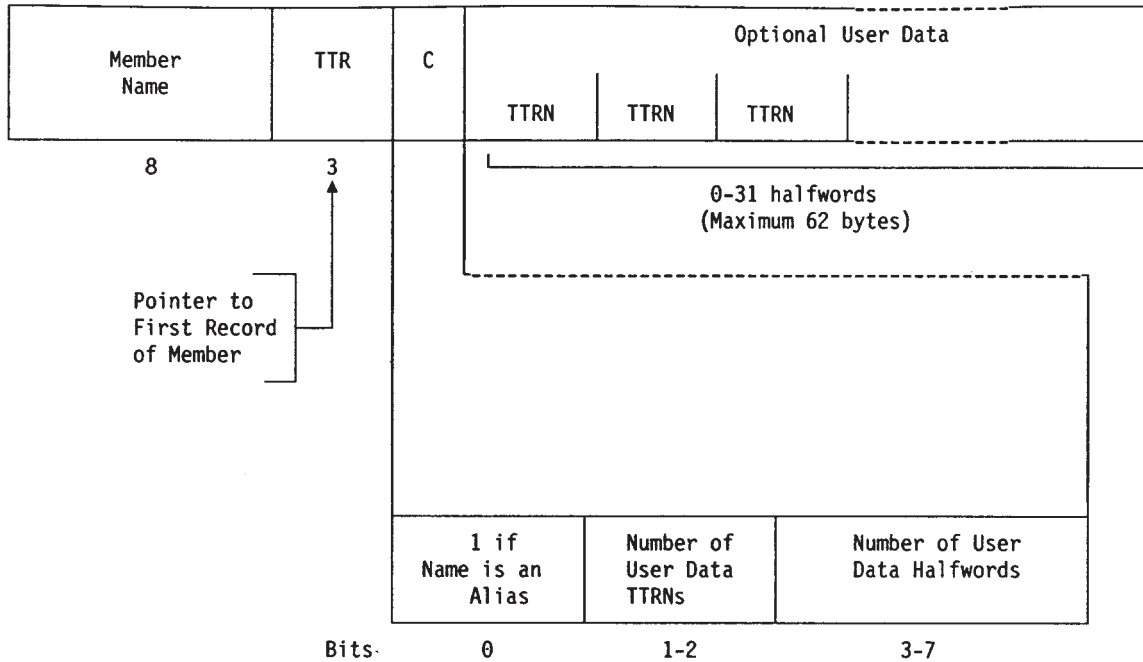 Optional User Data
Member
Name
TTR
C
TTRN
TTRN
TTRN
8
3
0-31 halfwords
(Maximum 62 bytes)
Pointer to
First Record
of Member
1 if
Name is an
Alias
Number of
User Data
TTRNs
Number of User
Data Halfwords
Bits
0
1-2
3-7